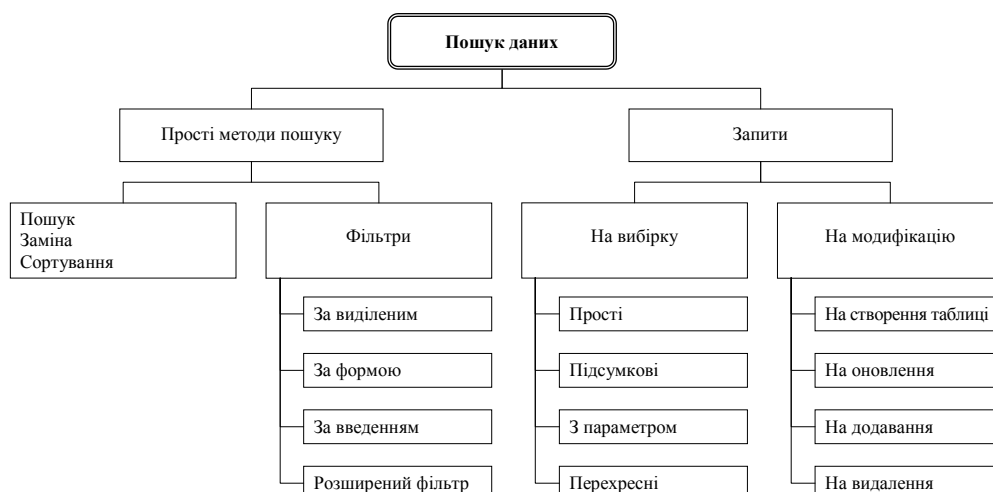 Пошук даних
Прості методи пошуку
Запити
Пошук
Заміна
Сортування
Фільтри
На вибірку
На модифікацію
За виділеним
За формою
За введенням
Розширений фільтр
Прості
Підсумкові
З параметром
Перехресні
На створення таблиці
На оновлення
На додавання
На видалення